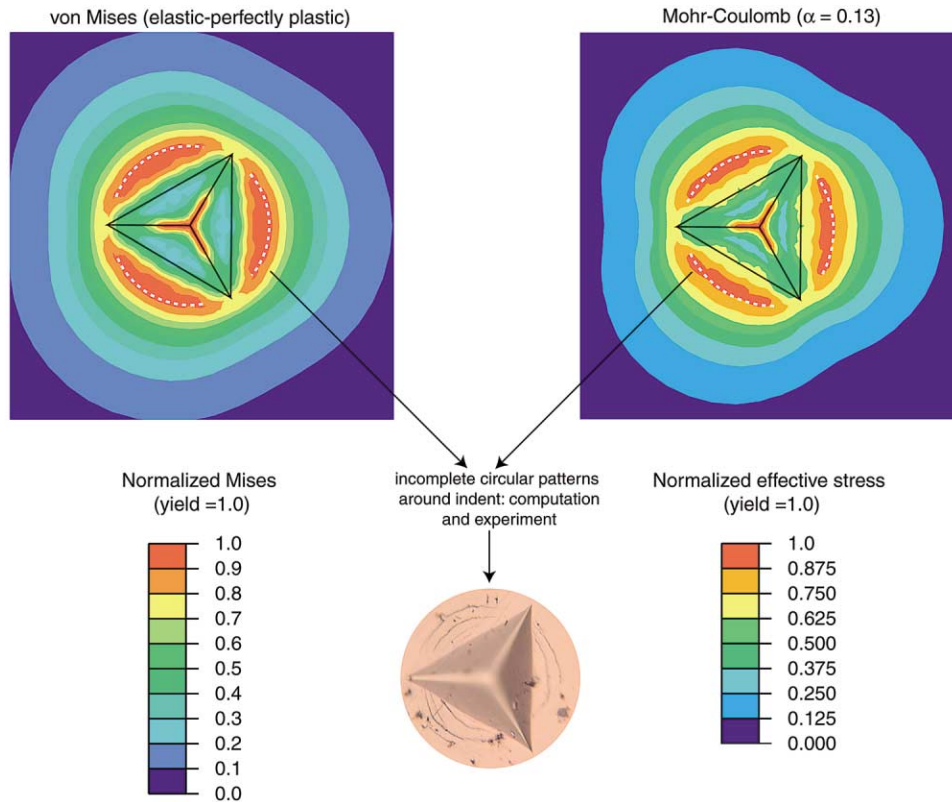 von Mises (elastic-perfectly plastic)
Mohr-Coulomb (α = 0.13)
incomplete circular patterns
around indent: computation
and experiment
Normalized Mises
(yield =1.0)
1.0
0.9
0.8
0.7
0.6
0.5
0.4
0.3
0.2
0.1
0.0
Normalized effective stress
(yield =1.0)
1.0
0.875
0.750
0.625
0.500
0.375
0.250
0.125
0.000